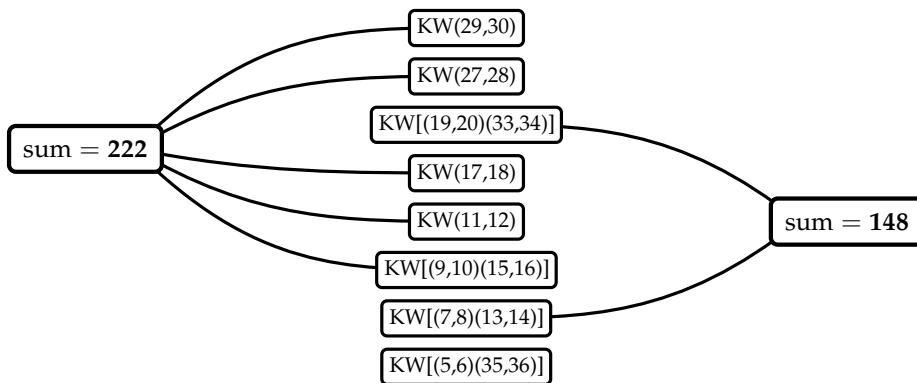 KW(29,30)
KW(27,28)
KW[(19,20)(33,34)]
sum = 222
KW(17,18)
KW(11,12)
sum = 148
KW[(9,10)(15,16)]
KW[(7,8)(13,14)]
KW[(5,6)(35,36)]